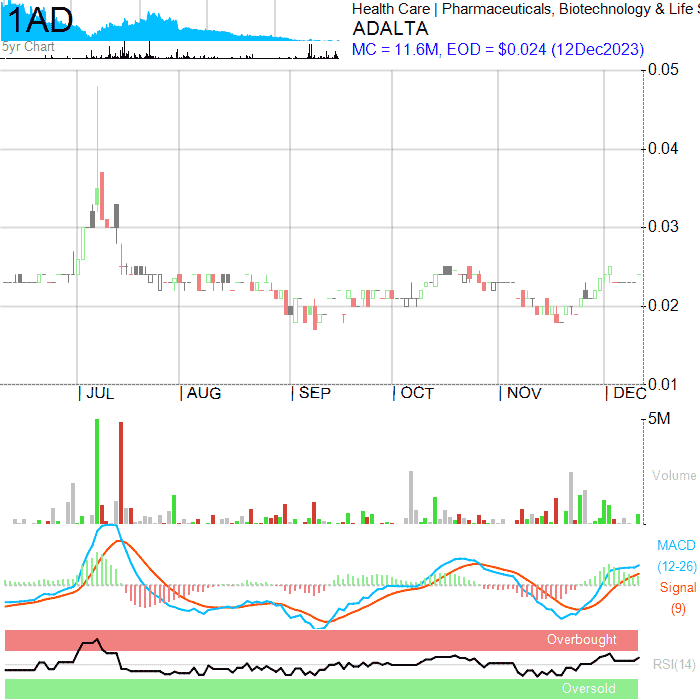 1AD
5yr Chart
Health Care | Pharmaceuticals, Biotechnology & Life
ADALTA
MC = 11.6M, EOD = $0.024 (12Dec2023)
0.05
0.04
0.03
0.02
0.01
| JUL | AUG | SEP | OCT | NOV | DEC
5M
Volume
MACD
(12-26)
Signal
(9)
Overbought
RSI(14)
Oversold